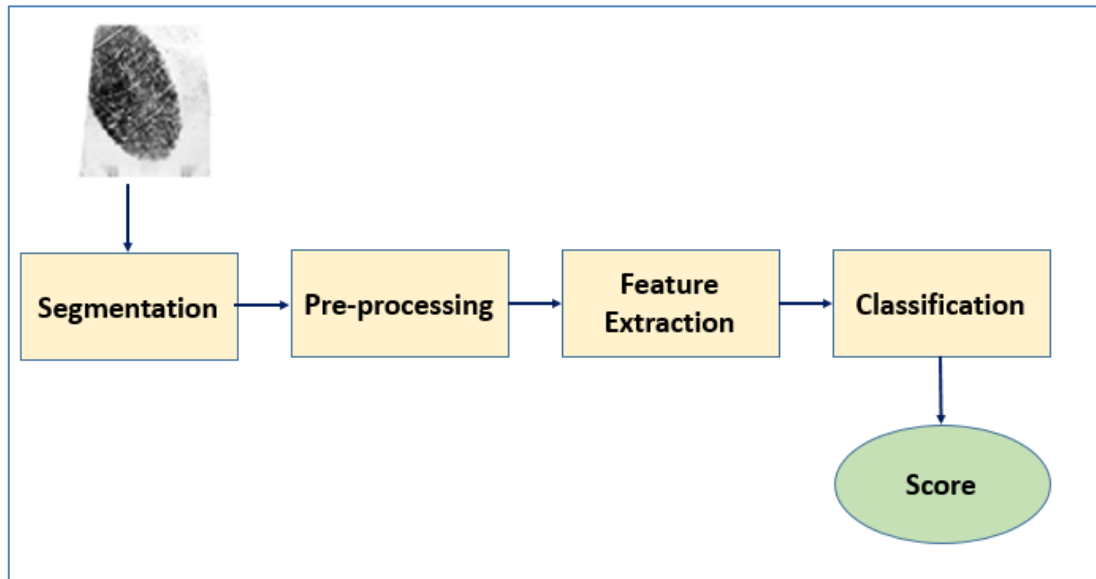 Segmentation
Pre-processing
Feature
Extraction
Classification
Score